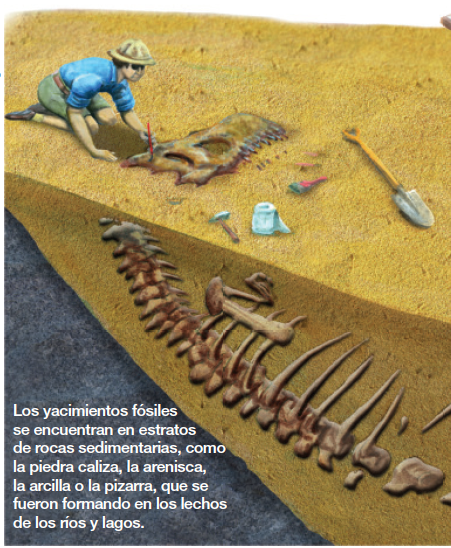 Los yacimientos fósiles
se encuentran en estratos
de rocas sedimentarias, como
la piedra caliza, la arenisca,
la arcilla o la pizarra, que se
fueron formando en los lechos
de los ríos y lagos.